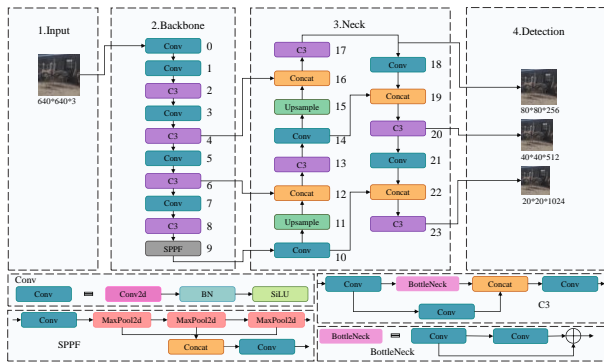 1.Input
640*640*3
2.Backbone
Conv 0
Conv 1
C3 2
Conv 3
C3 4
Conv 5
C3 6
Conv 7
C3 8
SPPF 9
3.Neck
C3 17
Concat 16
Upsample 15
Conv 14
C3 13
Concat 12
Upsample 11
Conv 10
Conv 18
Concat 19
C3 20
Conv 21
Concat 22
C3 23
4.Detection
80*80*256
40*40*512
20*20*1024
Conv
Conv = Conv2d BN SiLU
SPPF
Conv MaxPool2d MaxPool2d MaxPool2d
Concat Conv
Conv BottleNeck Concat Conv
Conv
C3
BottleNeck = Conv Conv
BottleNeck